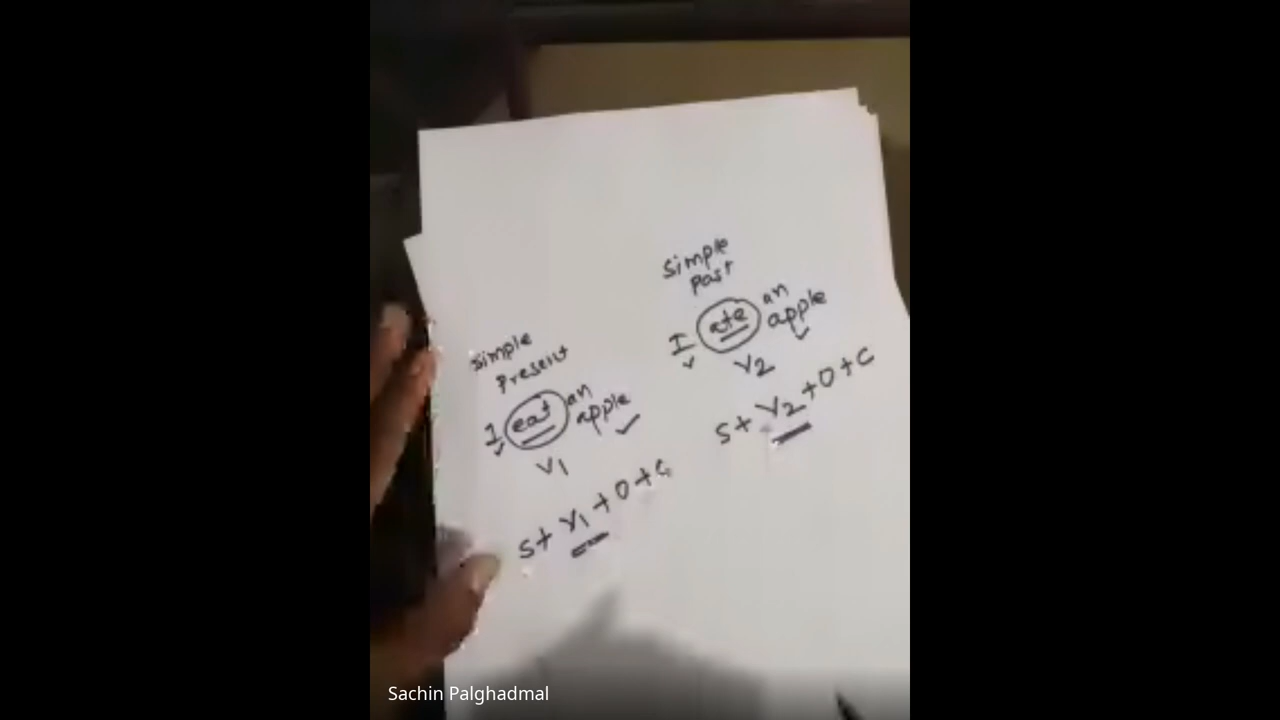 simple
present
I eat an
apple
V1
S+ V1 +O+C
simple
past
I ate an
apple
V2
S+ V2 +O+C
Sachin Palghadmal